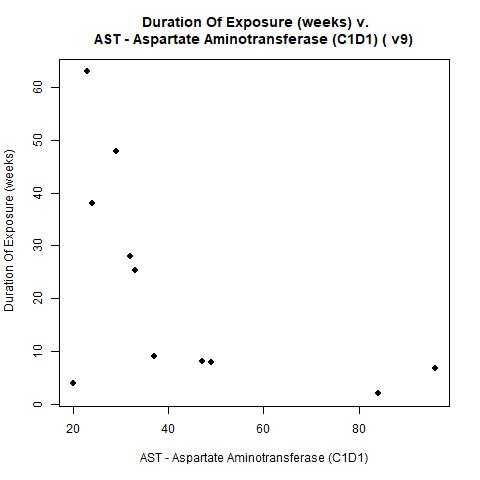 Duration Of Exposure (weeks) v.
AST - Aspartate Aminotransferase (C1D1) ( v9)
Duration Of Exposure (weeks)
60
50
40
30
20
10
0
20 40 60 80
AST - Aspartate Aminotransferase (C1D1)